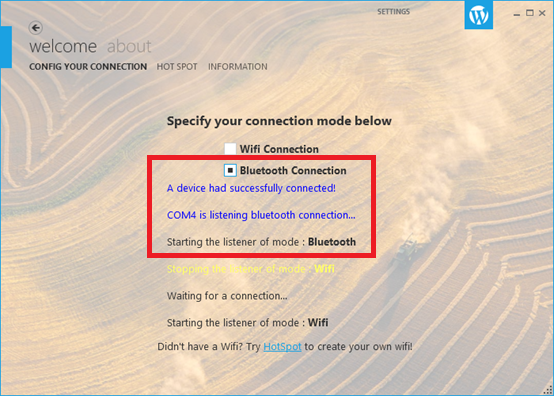 SETTINGS
welcome about
CONFIG YOUR CONNECTION HOT SPOT INFORMATION
Specify your connection mode below
Wifi Connection
Bluetooth Connection
A device had successfully connected!
COM4 is listening bluetooth connection...
Starting the listener of mode : Bluetooth
Stopping the listener of mode : Wifi
Waiting for a connection...
Starting the listener of mode : Wifi
Didn't have a Wifi? Try HotSpot to create your own wifi!